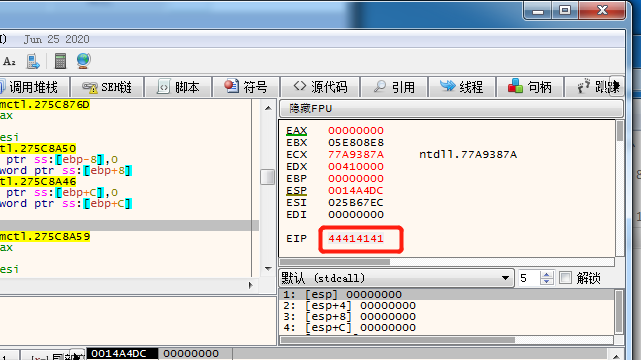 Jun 25 2020
调用堆栈 SEH链 脚本 符号 源代码 引用 线程 句柄
mctl.275C876D
ax
esi
tl.275C8A50
ptr ss:[ebp-8],0
word ptr ss:[ebp+8]
tl.275C8A46
ptr ss:[ebp+C],0
word ptr ss:[ebp+C]
mctl.275C8A59
ax
esi
隐藏FPU
EAX 00000000
EBX 05E808E8
ECX 77A9387A ntdll.77A9387A
EDX 00410000
EBP 00000000
ESP 0014A4DC
ESI 025B67EC
EDI 00000000
EIP 44414141
默认 (stdcall) 5 解锁
1: [esp] 00000000
2: [esp+4] 00000000
3: [esp+8] 00000000
4: [esp+C] 00000000
0014A4DC 00000000